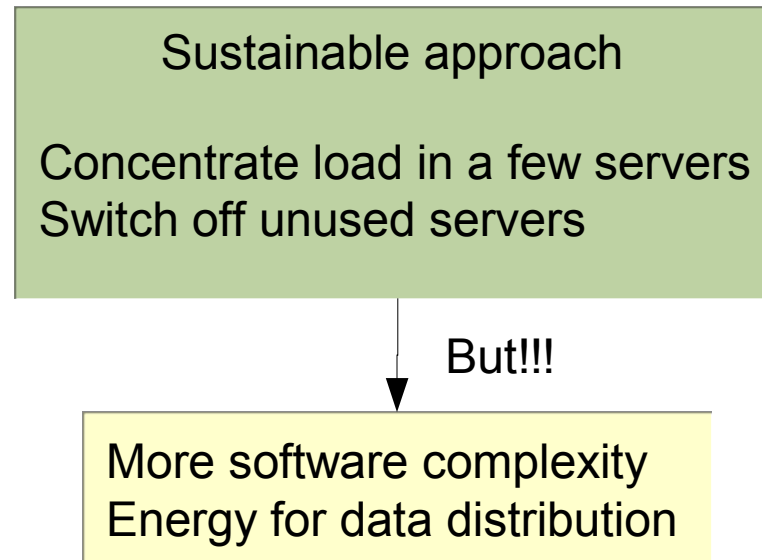 Sustainable approach
Concentrate load in a few servers
Switch off unused servers
But!!!
More software complexity
Energy for data distribution